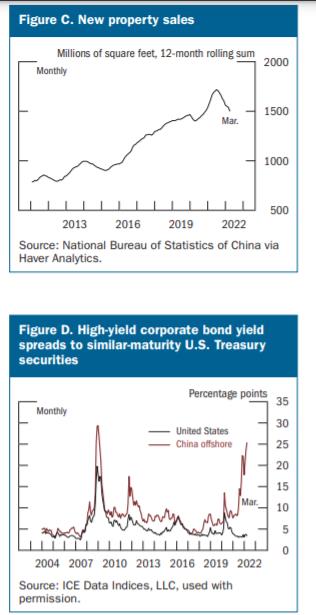 Figure C. New property sales
Millions of square feet, 12-month rolling sum
Monthly
2000
1500
1000
500
Mar.
2013 2016 2019 2022
Source: National Bureau of Statistics of China via
Haver Analytics.
Figure D. High-yield corporate bond yield
spreads to similar-maturity U.S. Treasury
securities
Percentage points
Monthly
35
30
25
20
15
10
5
0
United States
China offshore
Mar.
2004 2007 2010 2013 2016 2019 2022
Source: ICE Data Indices, LLC, used with
permission.